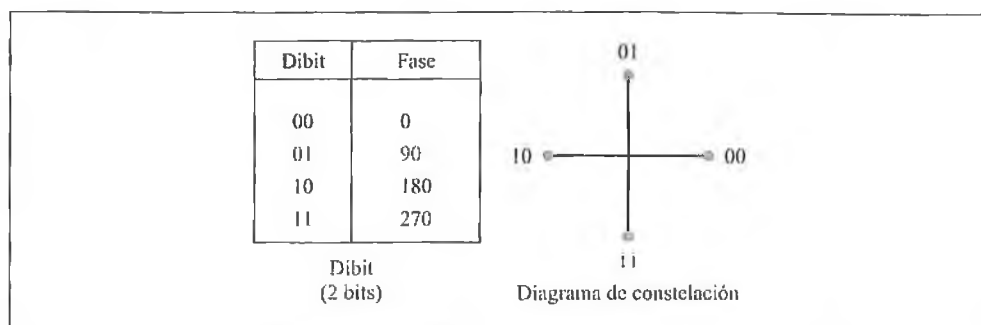 Dibit Fase
00 0
01 90
10 180
11 270
Dibit
(2 bits)
01
10 00
11
Diagrama de constelación